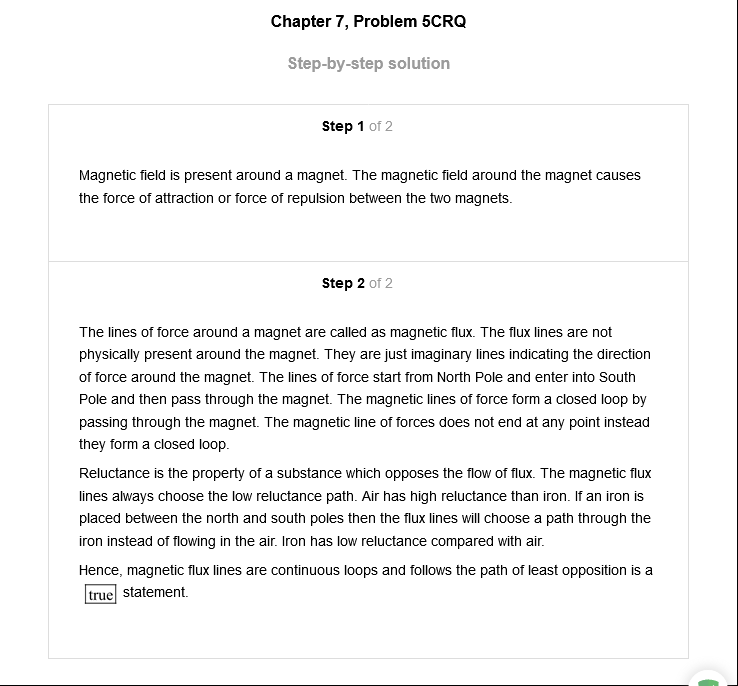 Chapter 7, Problem 5CRQ
Step-by-step solution
Step 1 of 2
Magnetic field is present around a magnet. The magnetic field around the magnet causes
the force of attraction or force of repulsion between the two magnets.
Step 2 of 2
The lines of force around a magnet are called as magnetic flux. The flux lines are not
physically present around the magnet. They are just imaginary lines indicating the direction
of force around the magnet. The lines of force start from North Pole and enter into South
Pole and then pass through the magnet. The magnetic lines of force form a closed loop by
passing through the magnet. The magnetic line of forces does not end at any point instead
they form a closed loop.
Reluctance is the property of a substance which opposes the flow of flux. The magnetic flux
lines always choose the low reluctance path. Air has high reluctance than iron. If an iron is
placed between the north and south poles then the flux lines will choose a path through the
iron instead of flowing in the air. Iron has low reluctance compared with air.
Hence, magnetic flux lines are continuous loops and follows the path of least opposition is a
true statement.